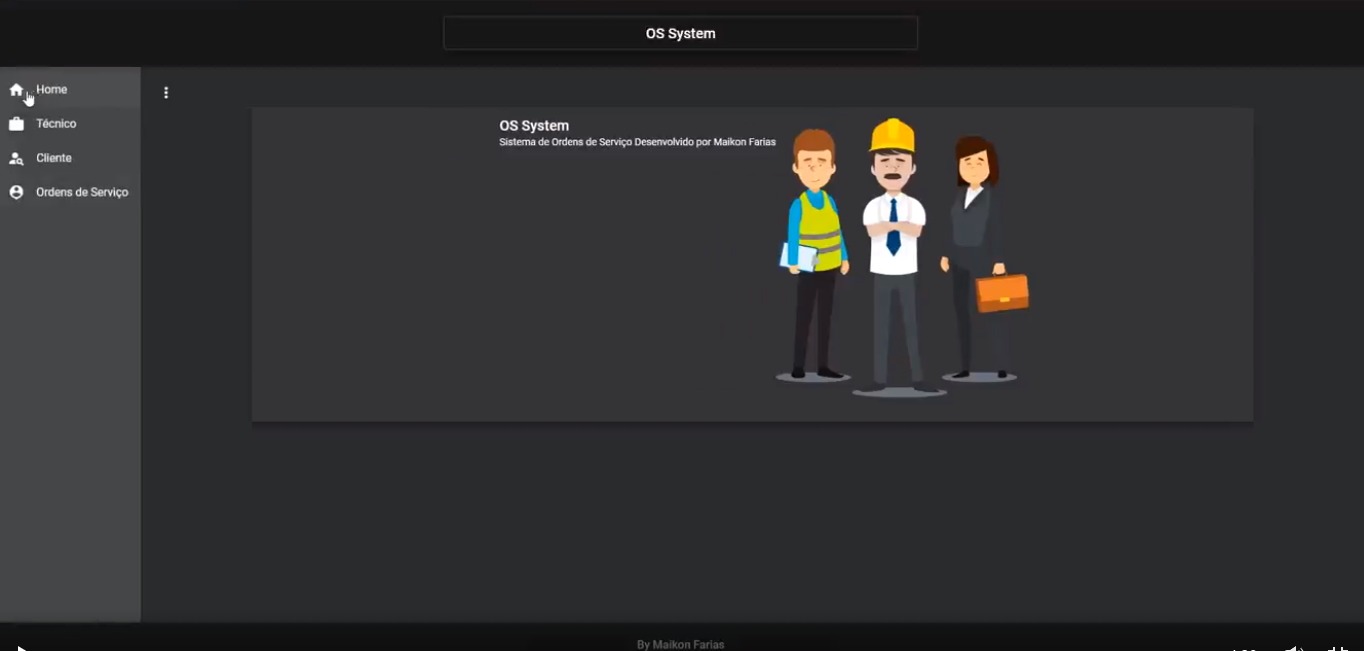 OS System
Home
Técnico
Cliente
Ordens de Serviço
OS System
Sistema de Ordens de Serviço Desenvolvido por Maikon Farias
By Maikon Farias